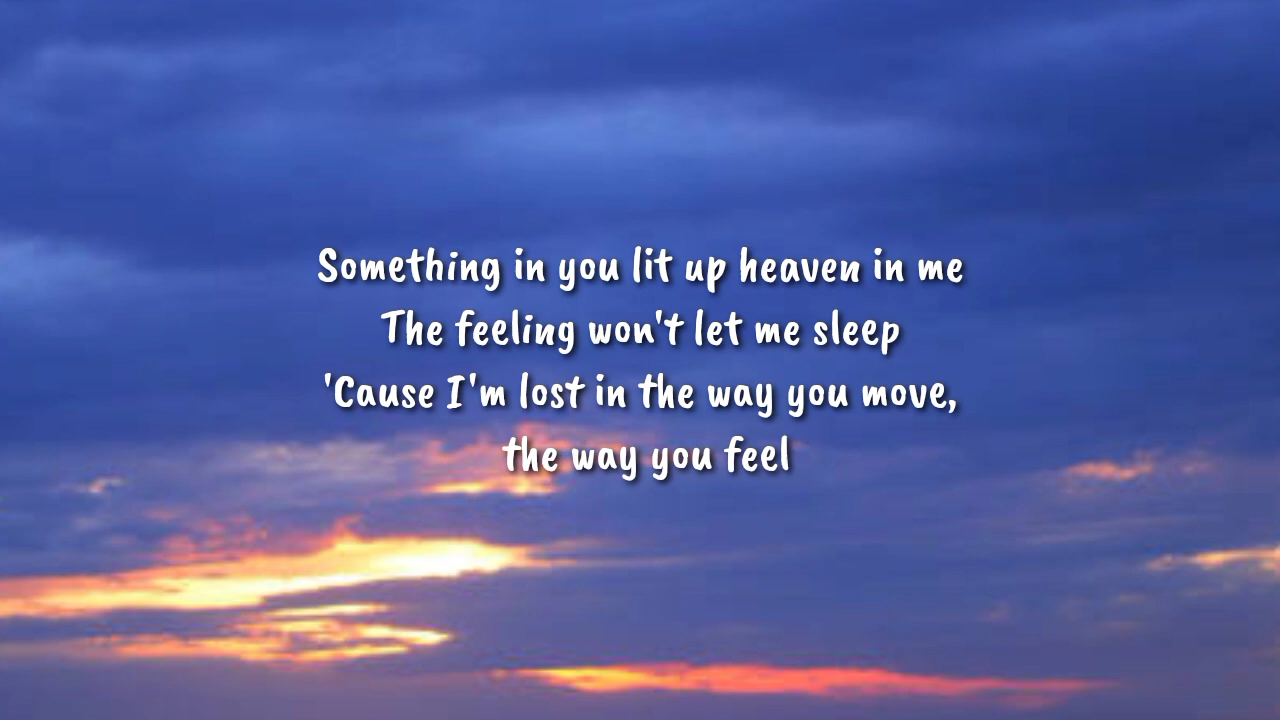 Something in you lit up heaven in me
The feeling won't let me sleep
'Cause I'm lost in the way you move,
the way you feel